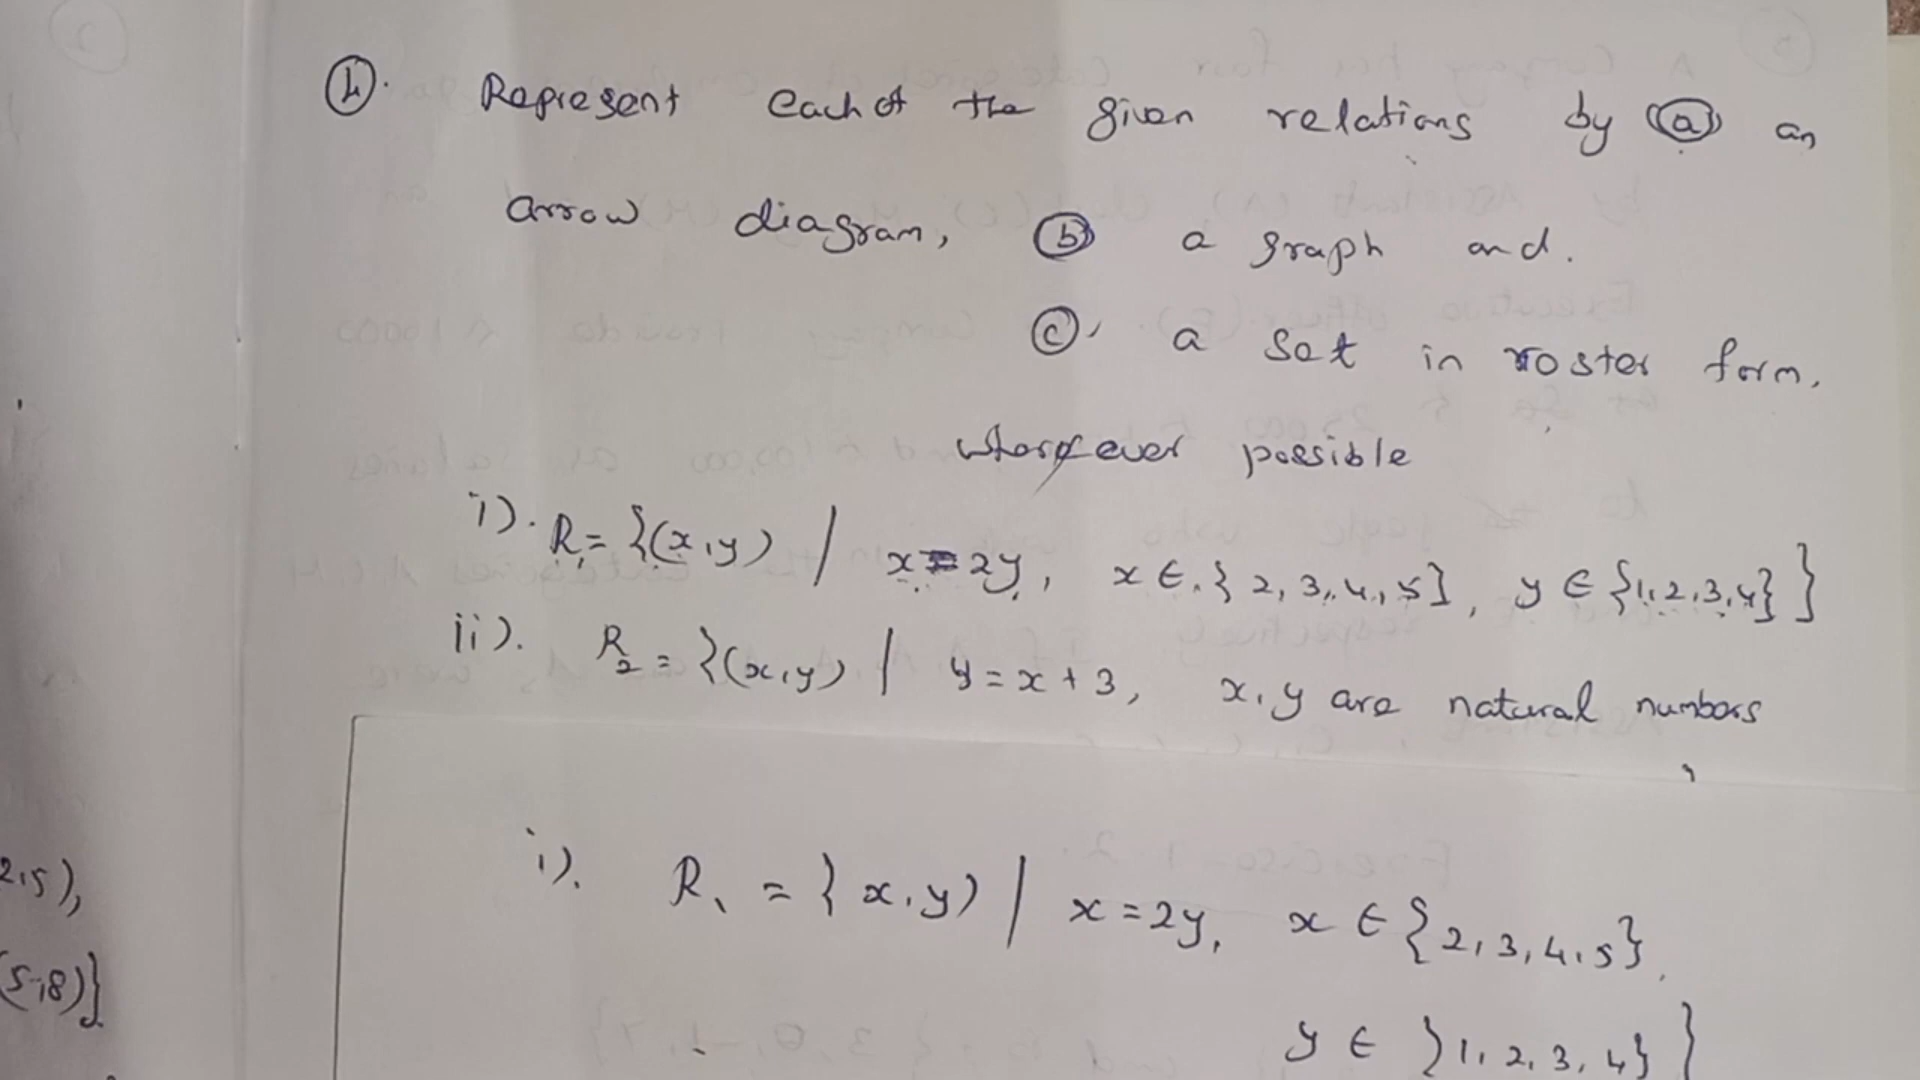 4. Represent each of the given relations by (a) an
arrow diagram, (b) a graph and.
(c) a set in roster form,
wherever possible
i). R₁= {(x,y) / x=2y, x ∈ {2,3,4,5}, y ∈ {1,2,3,4}}
ii). R₂ = {(x,y) / y=x+3, x,y are natural numbers
i). R₁ = {x,y) / x=2y, x ∈ {2,3,4,5},
y ∈ {1,2,3,4}}
2,5),
(5,8)}